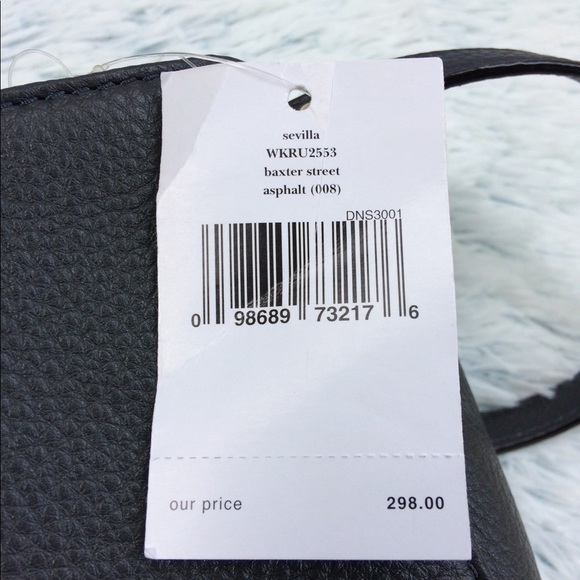 sevilla
WKRU2553
baxter street
asphalt (008)
DNS3001
0 98689 73217 6
our price 298.00